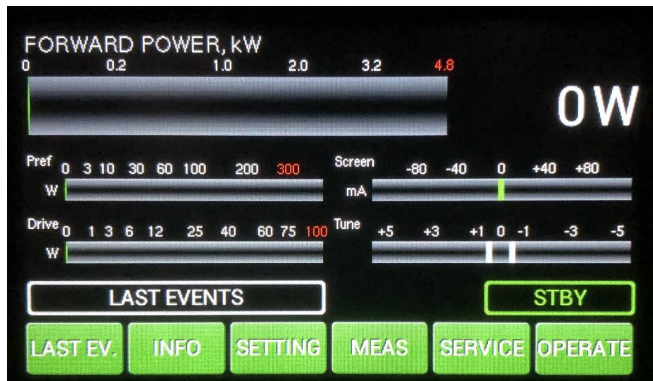 FORWARD POWER, kW
0 0.2 1.0 2.0 3.2 4.8
0W
Pref 0 3 10 30 60 100 200 300
W
Screen -80 -40 0 +40 +80
mA
Drive 0 1 3 6 12 25 40 60 75 100
W
Tune +5 +3 +1 0 -1 -3 -5
LAST EVENTS
STBY
LAST EV. INFO SETTING MEAS SERVICE OPERATE